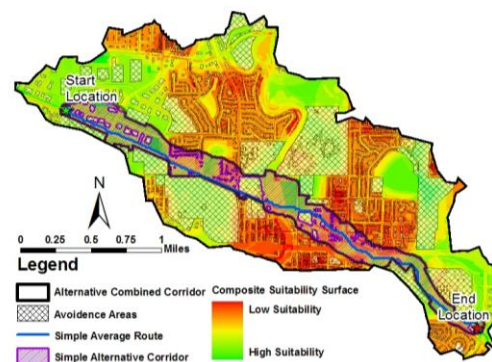 Start
Location
N
0 0.25 0.5 0.75 1
Miles
Legend
Alternative Combined Corridor
Avoidence Areas
Simple Average Route
Simple Alternative Corridor
Composite Suitability Surface
Low Suitability
High Suitability
End
Location